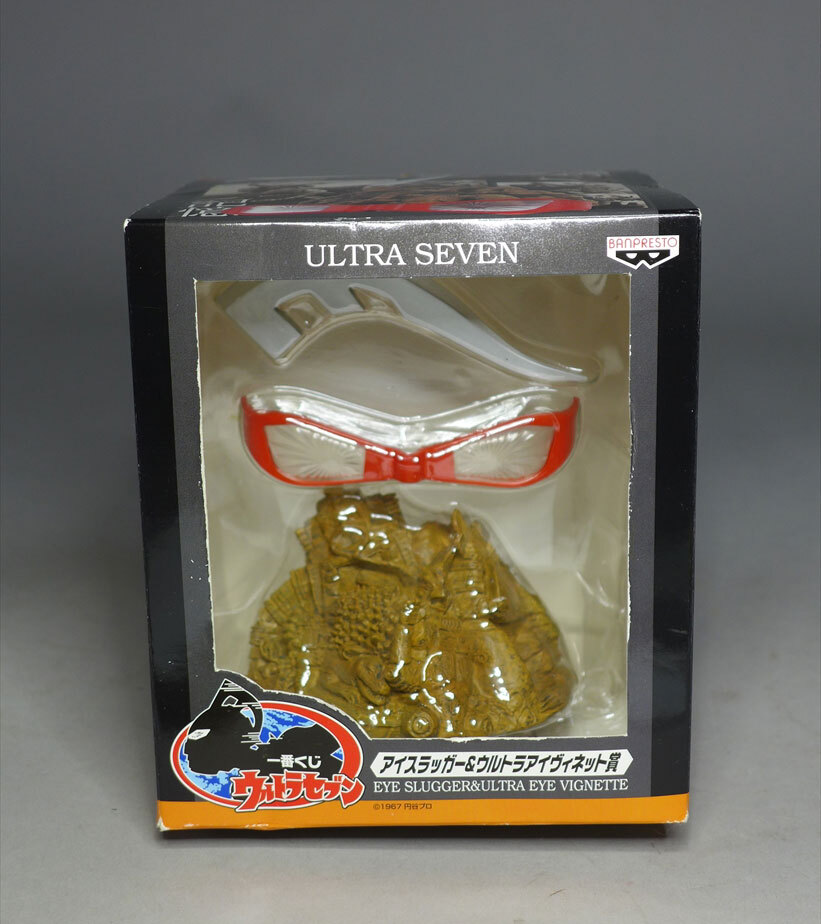 ULTRA SEVEN
BANPRESTO
一番くじ
ウルトラセブン
アイスラッガー&ウルトラアイヴィネット賞
EYE SLUGGER&ULTRA EYE VIGNETTE
©1967 円谷プロ